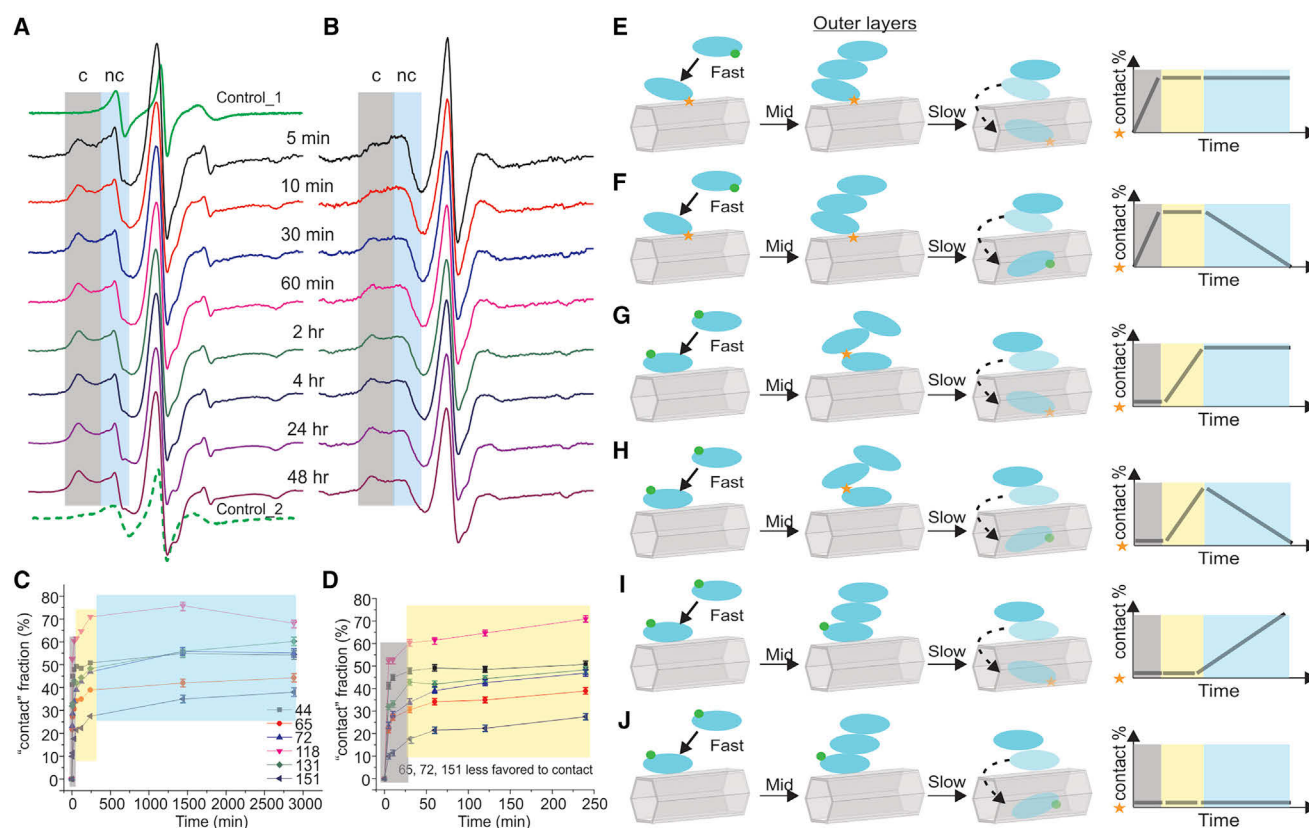 A
B
c
nc
c
nc
Control_1
5 min
10 min
30 min
60 min
2 hr
4 hr
24 hr
48 hr
Control_2
C
"contact" fraction (%)
80
70
60
50
40
30
20
10
0
44
65
72
118
131
151
0 500 1000 1500 2000 2500 3000
Time (min)
D
"contact" fraction (%)
80
70
60
50
40
30
20
10
0
65, 72, 151 less favored to contact
0 50 100 150 200 250
Time (min)
Outer layers
E
Fast
Mid
Slow
contact %
Time
F
Fast
Mid
Slow
contact %
Time
G
Fast
Mid
Slow
contact %
Time
H
Fast
Mid
Slow
contact %
Time
I
Fast
Mid
Slow
contact %
Time
J
Fast
Mid
Slow
contact %
Time